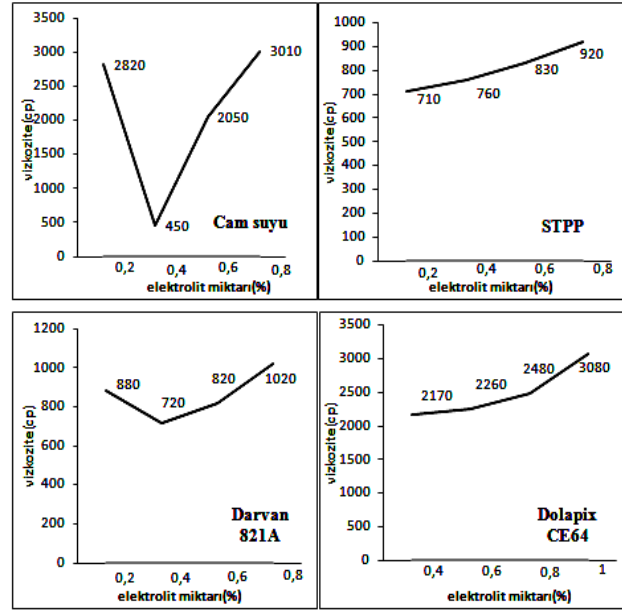 3500
3000
2500
2000
1500
1000
500
0
vizkozite(cp)
2820
450
2050
3010
Cam suyu
0,2 0,4 0,6 0,8
elektrolit miktarı(%)
1000
900
800
700
600
500
400
300
200
100
0
vizkozite(cp)
710
760
830
920
STPP
0,2 0,4 0,6 0,8
elektrolit miktarı(%)
1200
1000
800
600
400
200
0
vizkozite(cp)
880
720
820
1020
Darvan
821A
0,2 0,4 0,6 0,8
elektrolit miktarı(%)
3500
3000
2500
2000
1500
1000
500
0
vizkozite(cp)
2170
2260
2480
3080
Dolapix
CE64
0,4 0,6 0,8 1
elektrolit miktarı(%)